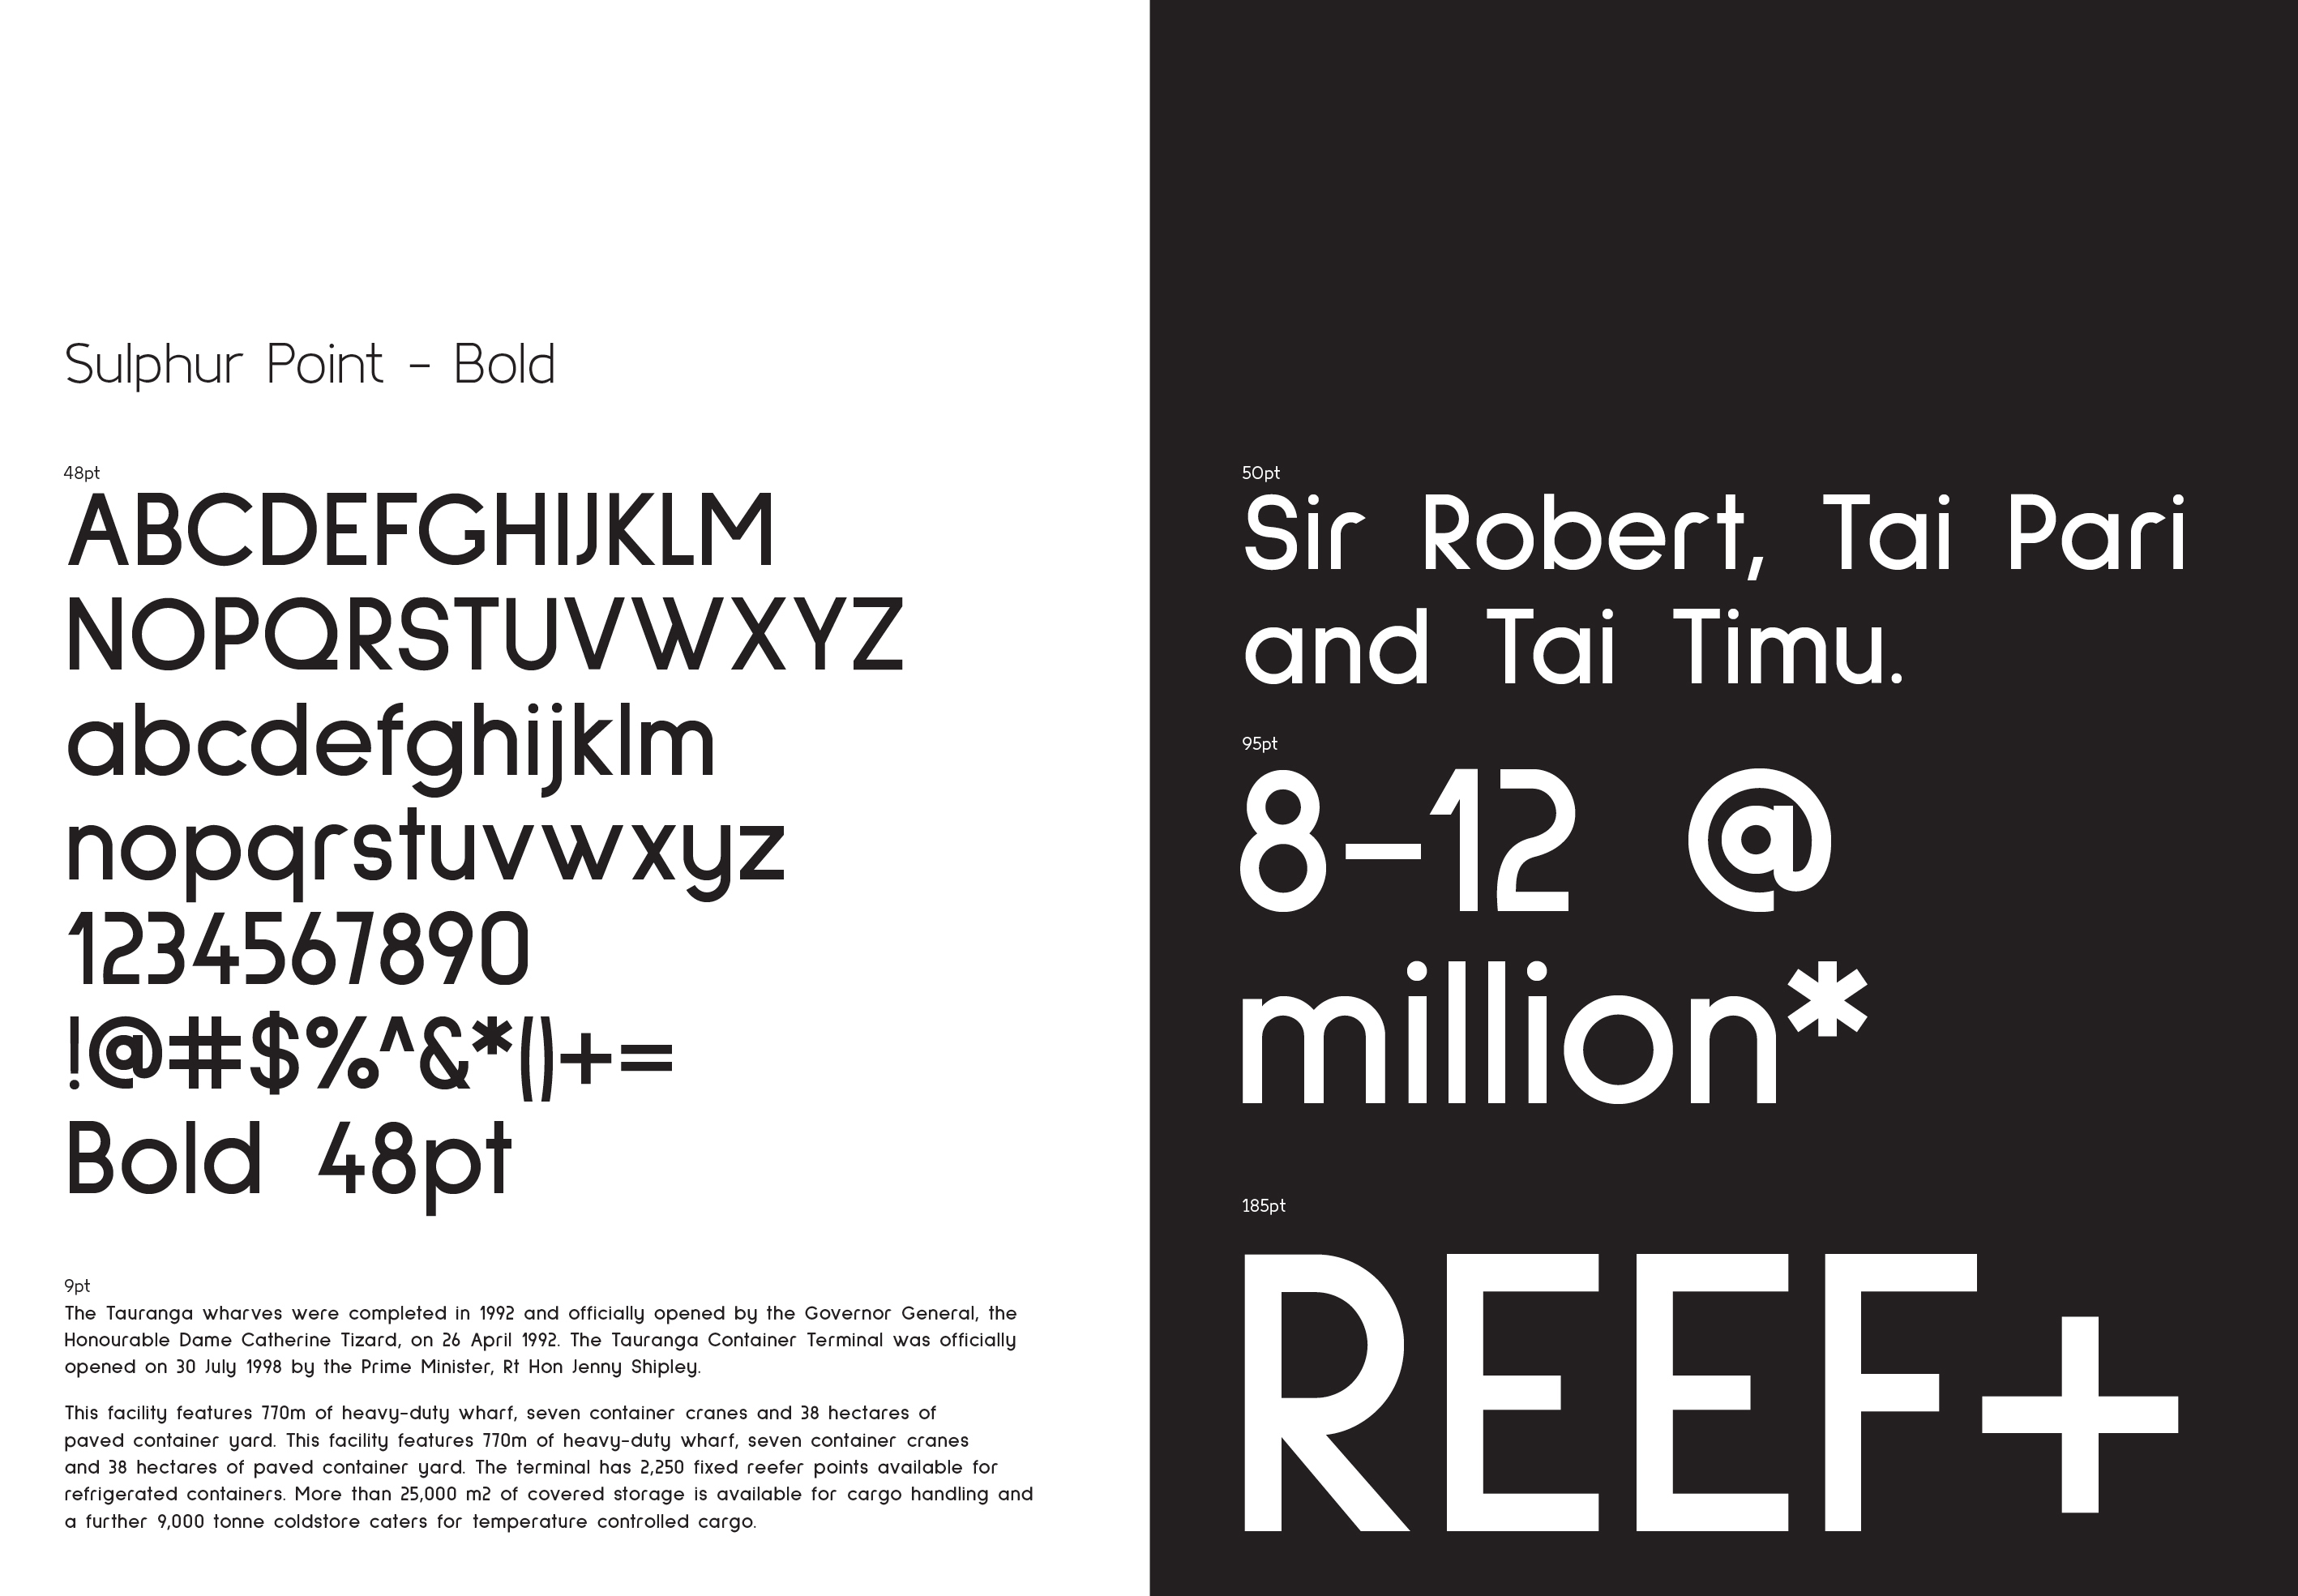 Sulphur Point - Bold
48pt
ABCDEFGHIJKLM
NOPQRSTUVWXYZ
abcdefghijklm
nopqrstuvwxyz
1234567890
!@#$%^&*()+=
Bold 48pt
9pt
The Tauranga wharves were completed in 1992 and officially opened by the Governor General, the
Honourable Dame Catherine Tizard, on 26 April 1992. The Tauranga Container Terminal was officially
opened on 30 July 1998 by the Prime Minister, Rt Hon Jenny Shipley.
This facility features 770m of heavy-duty wharf, seven container cranes and 38 hectares of
paved container yard. This facility features 770m of heavy-duty wharf, seven container cranes
and 38 hectares of paved container yard. The terminal has 2,250 fixed reefer points available for
refrigerated containers. More than 25,000 m2 of covered storage is available for cargo handling and
a further 9,000 tonne coldstore caters for temperature controlled cargo.
50pt
Sir Robert, Tai Pari
and Tai Timu.
95pt
8-12 @
million*
185pt
REEF+